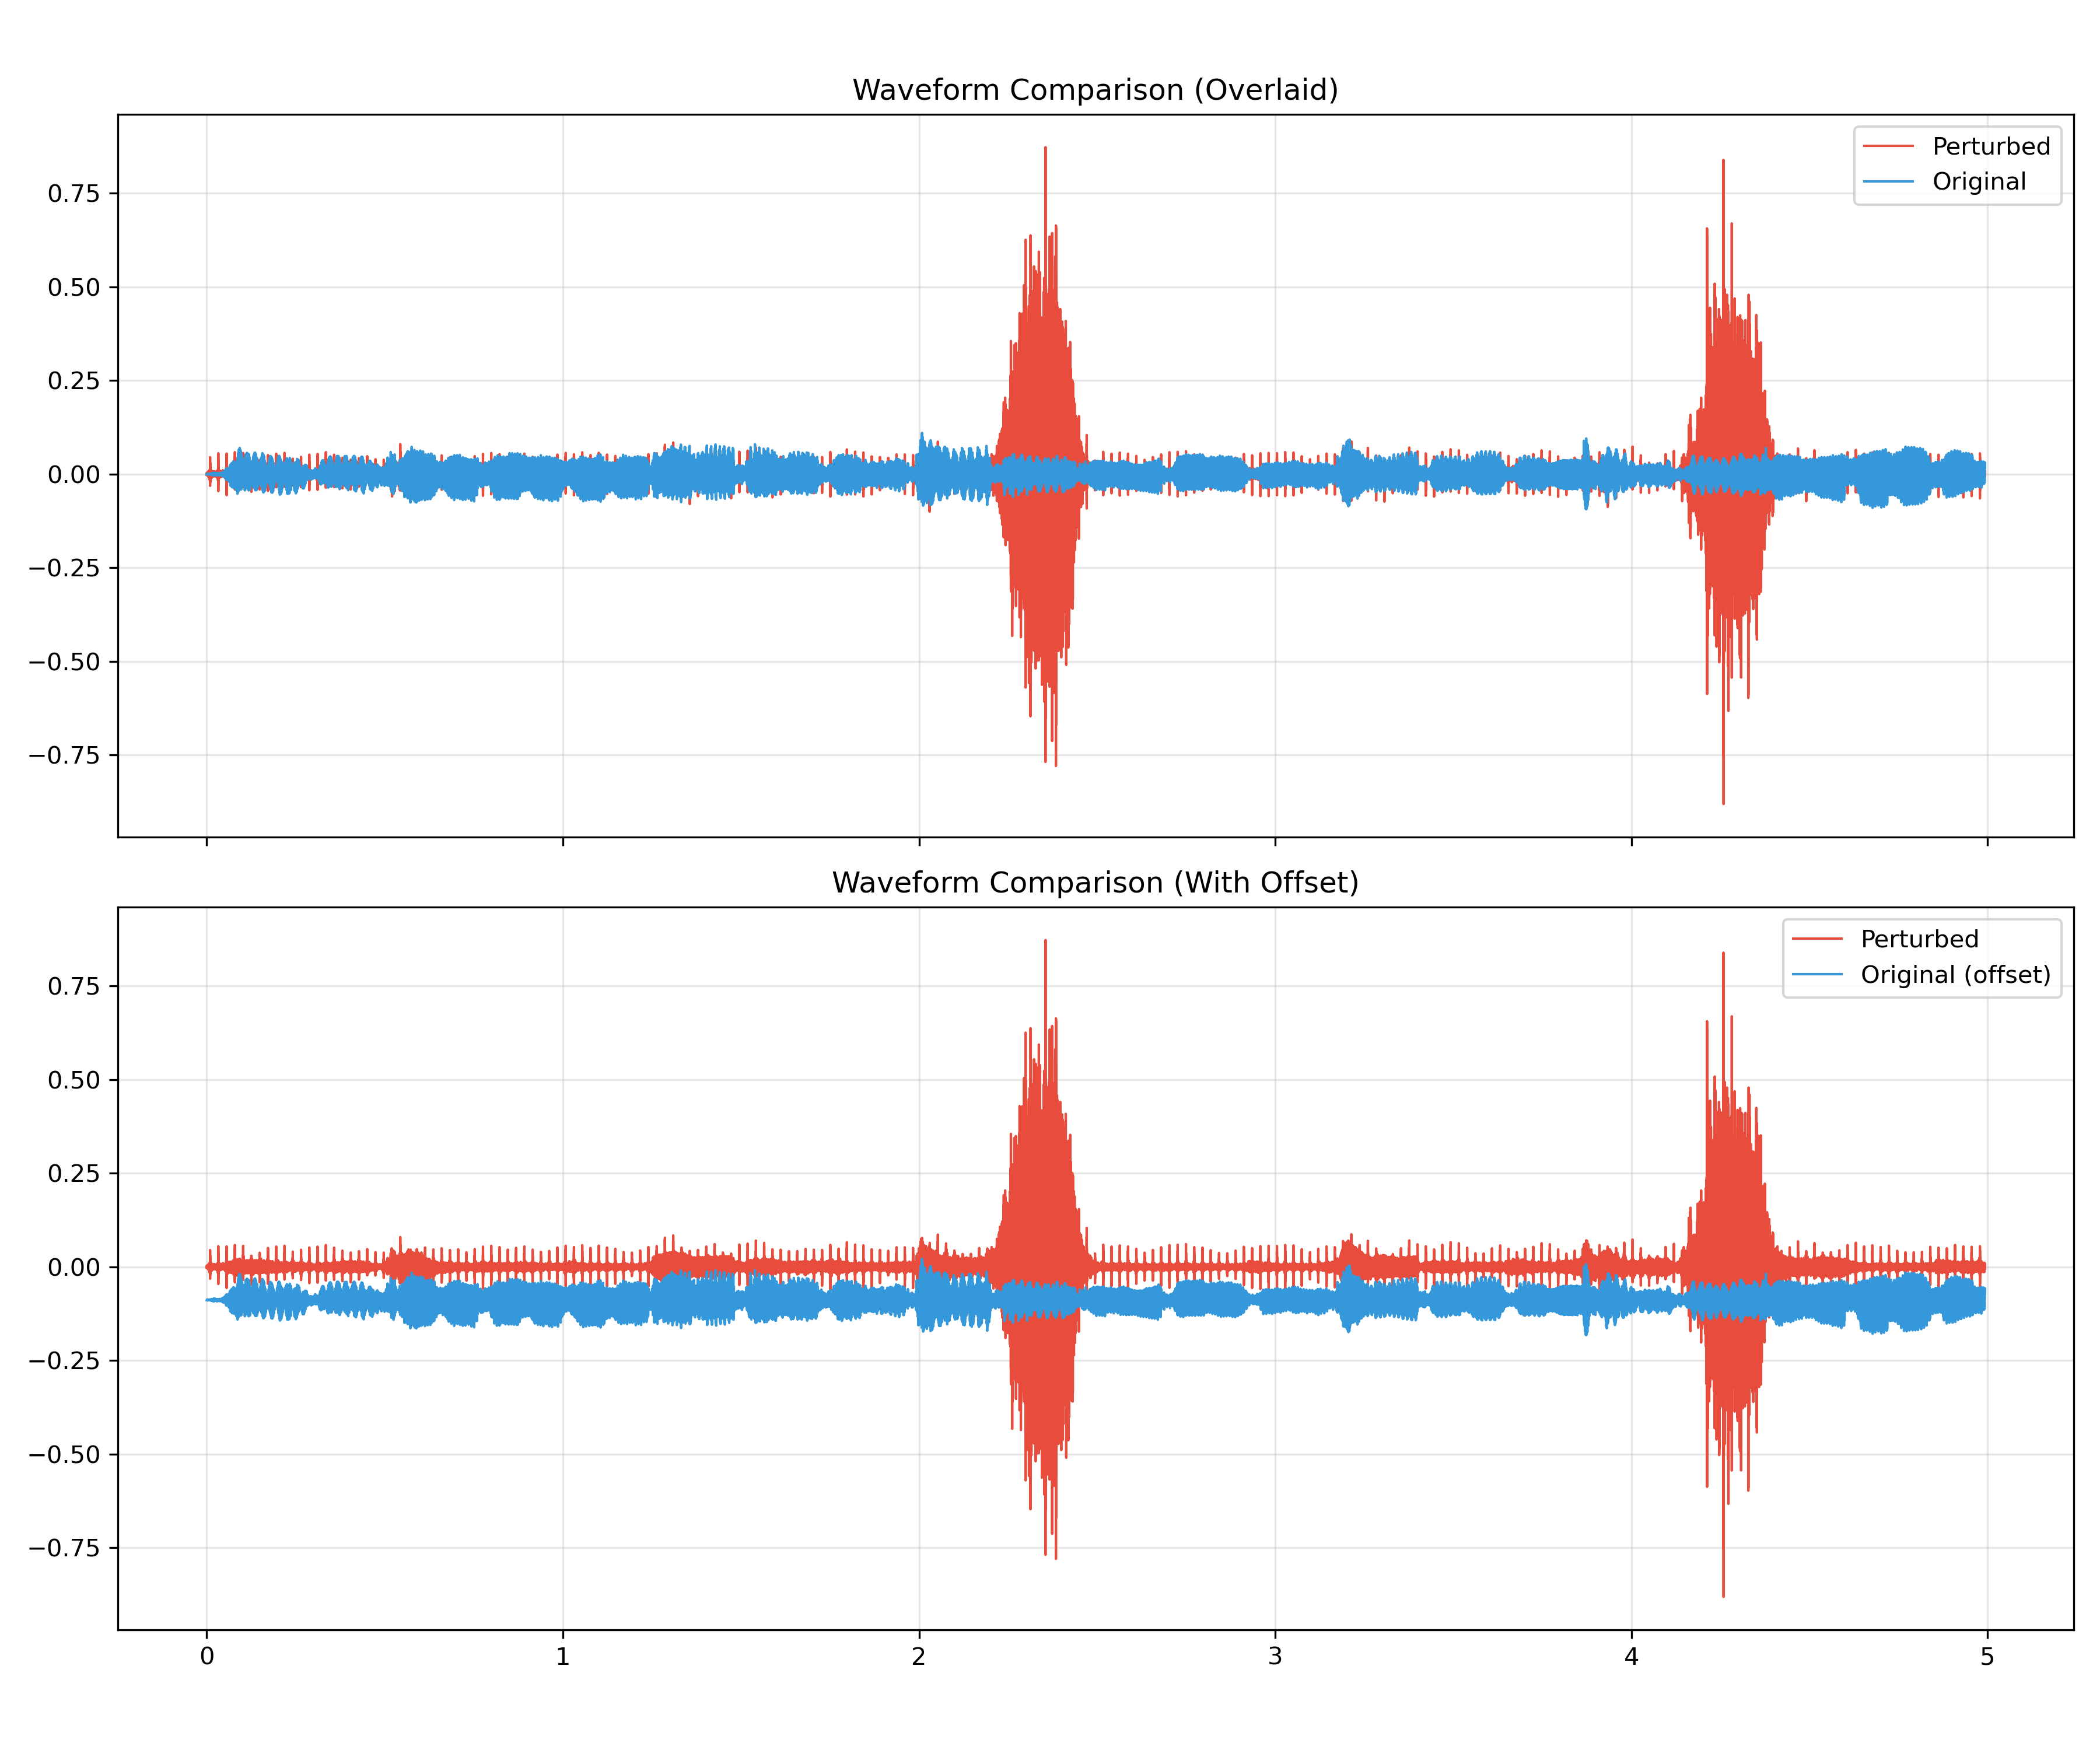 Waveform Comparison (Overlaid)
Perturbed
Original
0.75
0.50
0.25
0.00
−0.25
−0.50
−0.75
Waveform Comparison (With Offset)
Perturbed
Original (offset)
0.75
0.50
0.25
0.00
−0.25
−0.50
−0.75
0 1 2 3 4 5